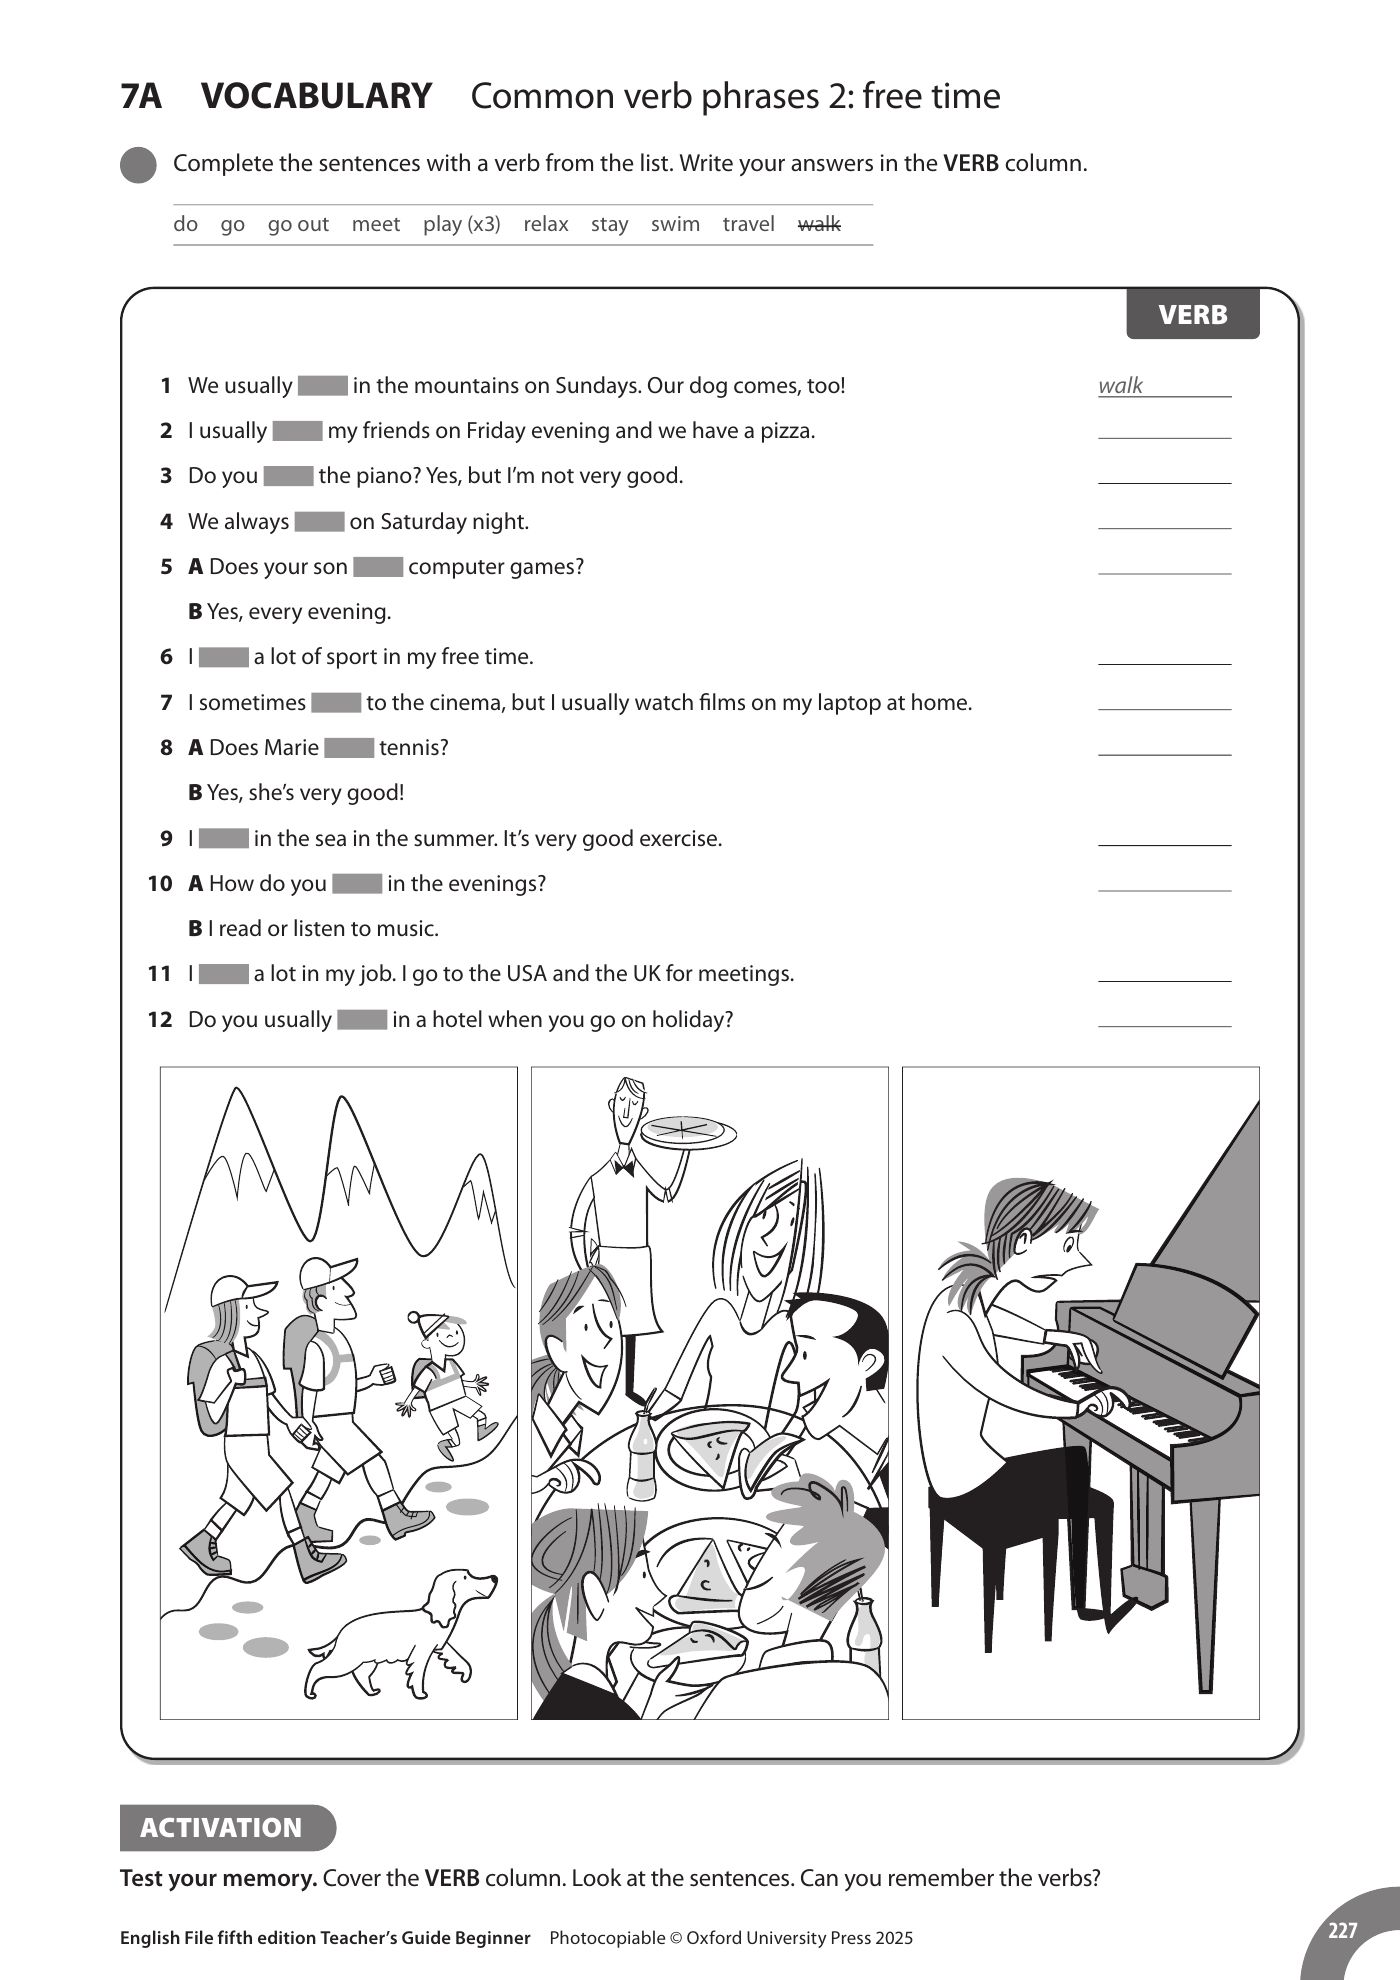 7A VOCABULARY Common verb phrases 2: free time
Complete the sentences with a verb from the list. Write your answers in the VERB column.
do go go out meet play (x3) relax stay swim travel walk
VERB
1 We usually in the mountains on Sundays. Our dog comes, too! walk
2 I usually my friends on Friday evening and we have a pizza.
3 Do you the piano? Yes, but I’m not very good.
4 We always on Saturday night.
5 A Does your son computer games?
B Yes, every evening.
6 I a lot of sport in my free time.
7 I sometimes to the cinema, but I usually watch films on my laptop at home.
8 A Does Marie tennis?
B Yes, she’s very good!
9 I in the sea in the summer. It’s very good exercise.
10 A How do you in the evenings?
B I read or listen to music.
11 I a lot in my job. I go to the USA and the UK for meetings.
12 Do you usually in a hotel when you go on holiday?
ACTIVATION
Test your memory. Cover the VERB column. Look at the sentences. Can you remember the verbs?
English File fifth edition Teacher’s Guide Beginner Photocopiable © Oxford University Press 2025
227